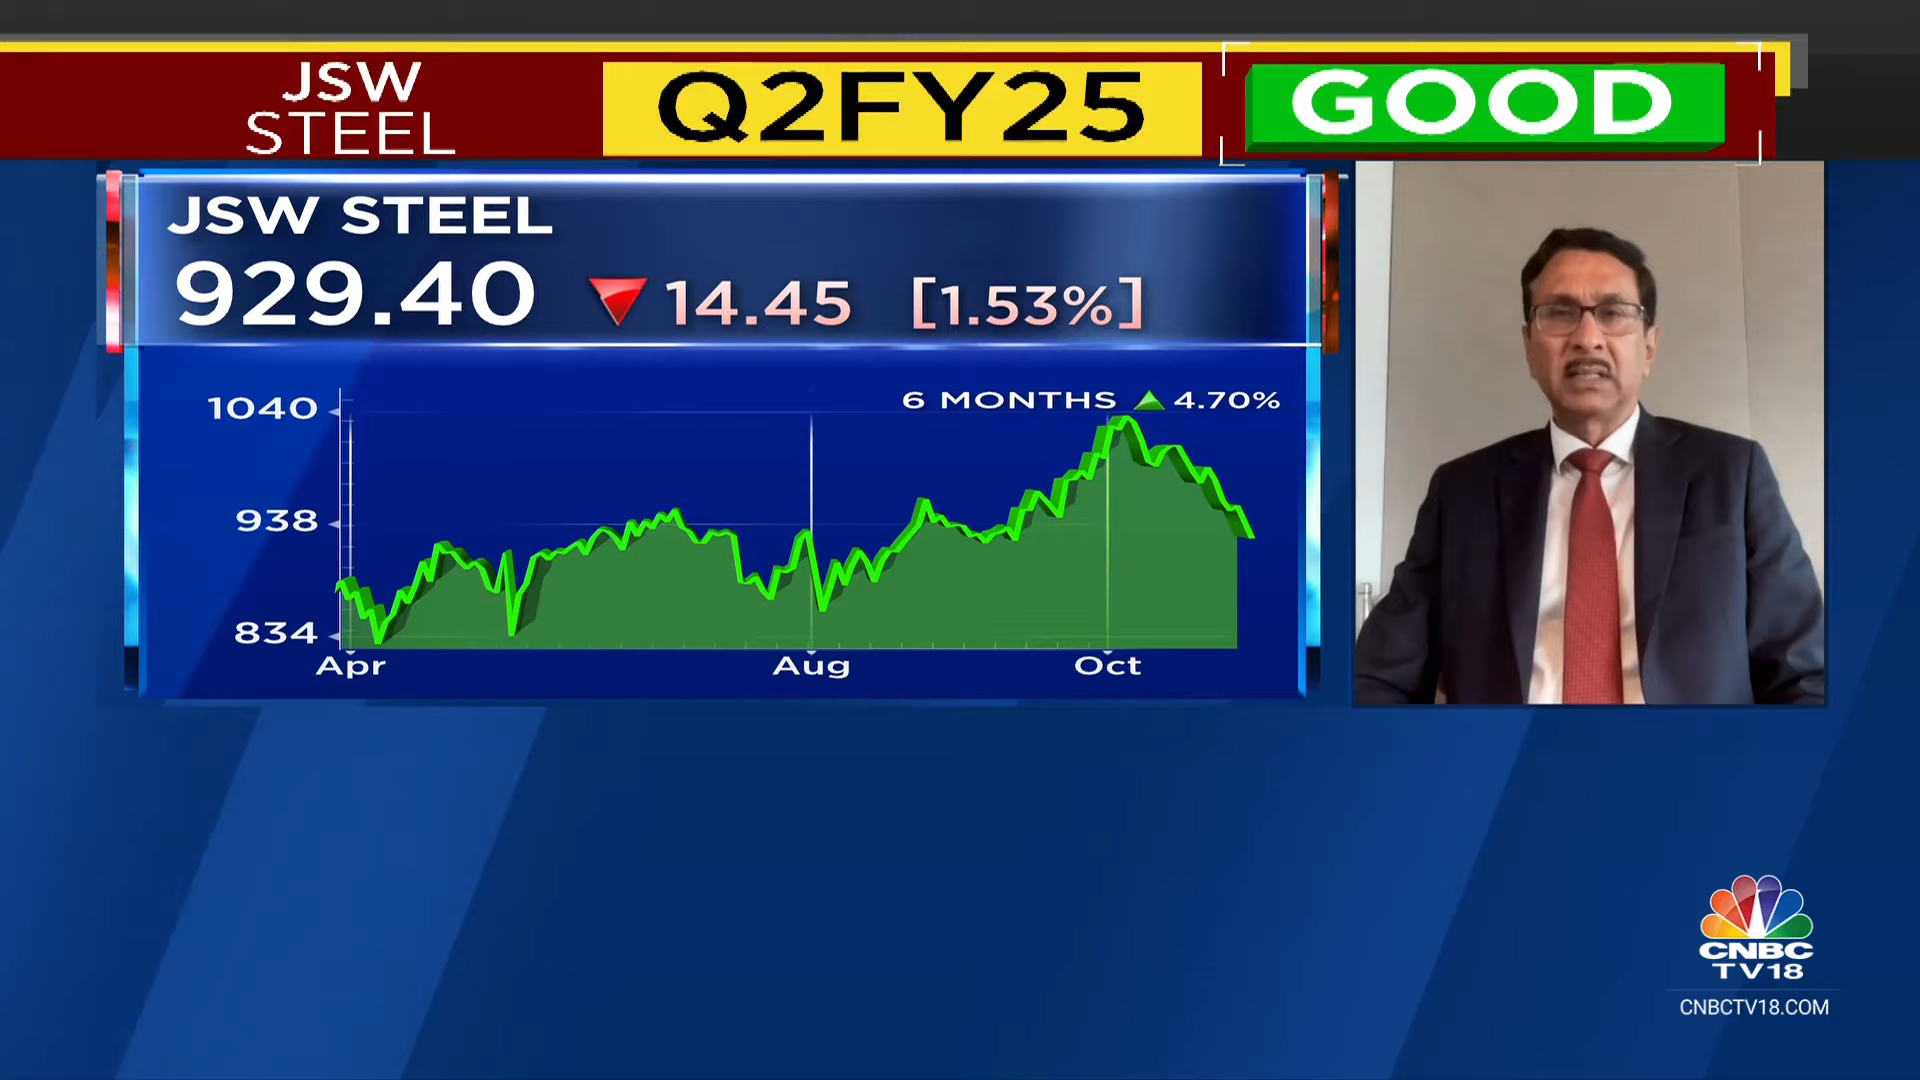 JSW
STEEL
Q2FY25
GOOD
JSW STEEL
929.40 ▼ 14.45 [1.53%]
6 MONTHS ▲ 4.70%
1040
938
834
Apr Aug Oct
CNBC
TV18
CNBCTV18.COM